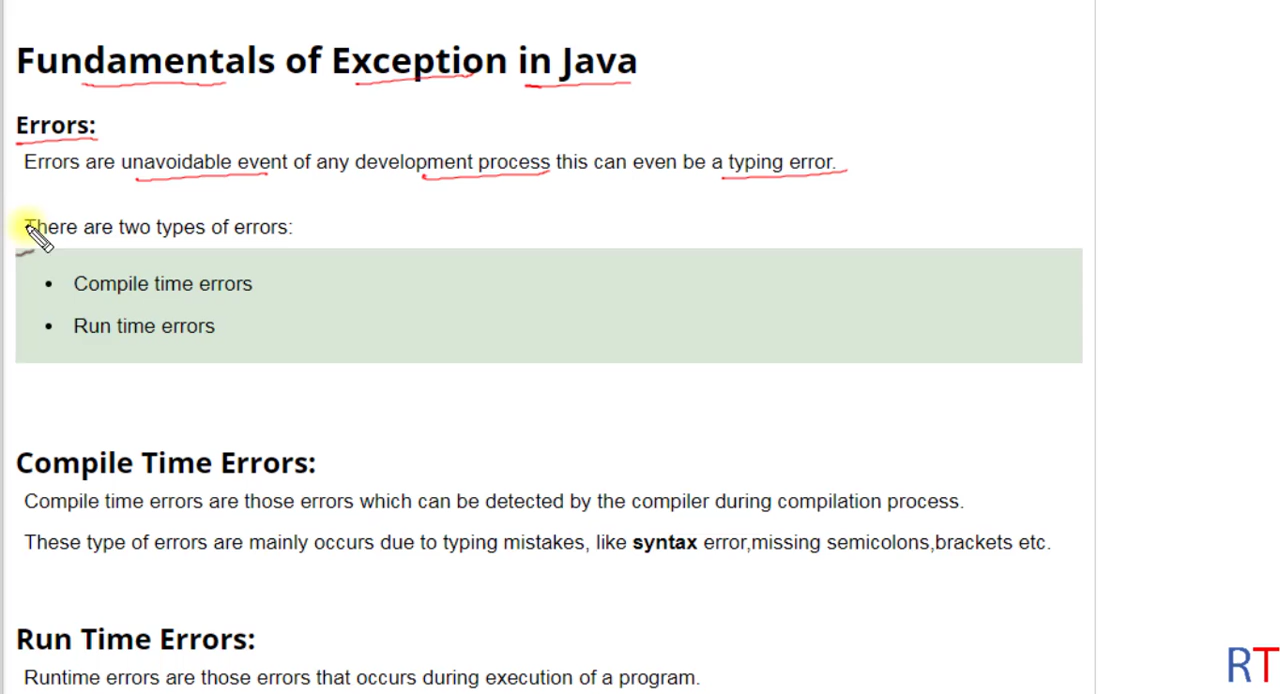 Fundamentals of Exception in Java
Errors:
Errors are unavoidable event of any development process this can even be a typing error.
There are two types of errors:
• Compile time errors
• Run time errors
Compile Time Errors:
Compile time errors are those errors which can be detected by the compiler during compilation process.
These type of errors are mainly occurs due to typing mistakes, like syntax error,missing semicolons,brackets etc.
Run Time Errors:
Runtime errors are those errors that occurs during execution of a program.
RT